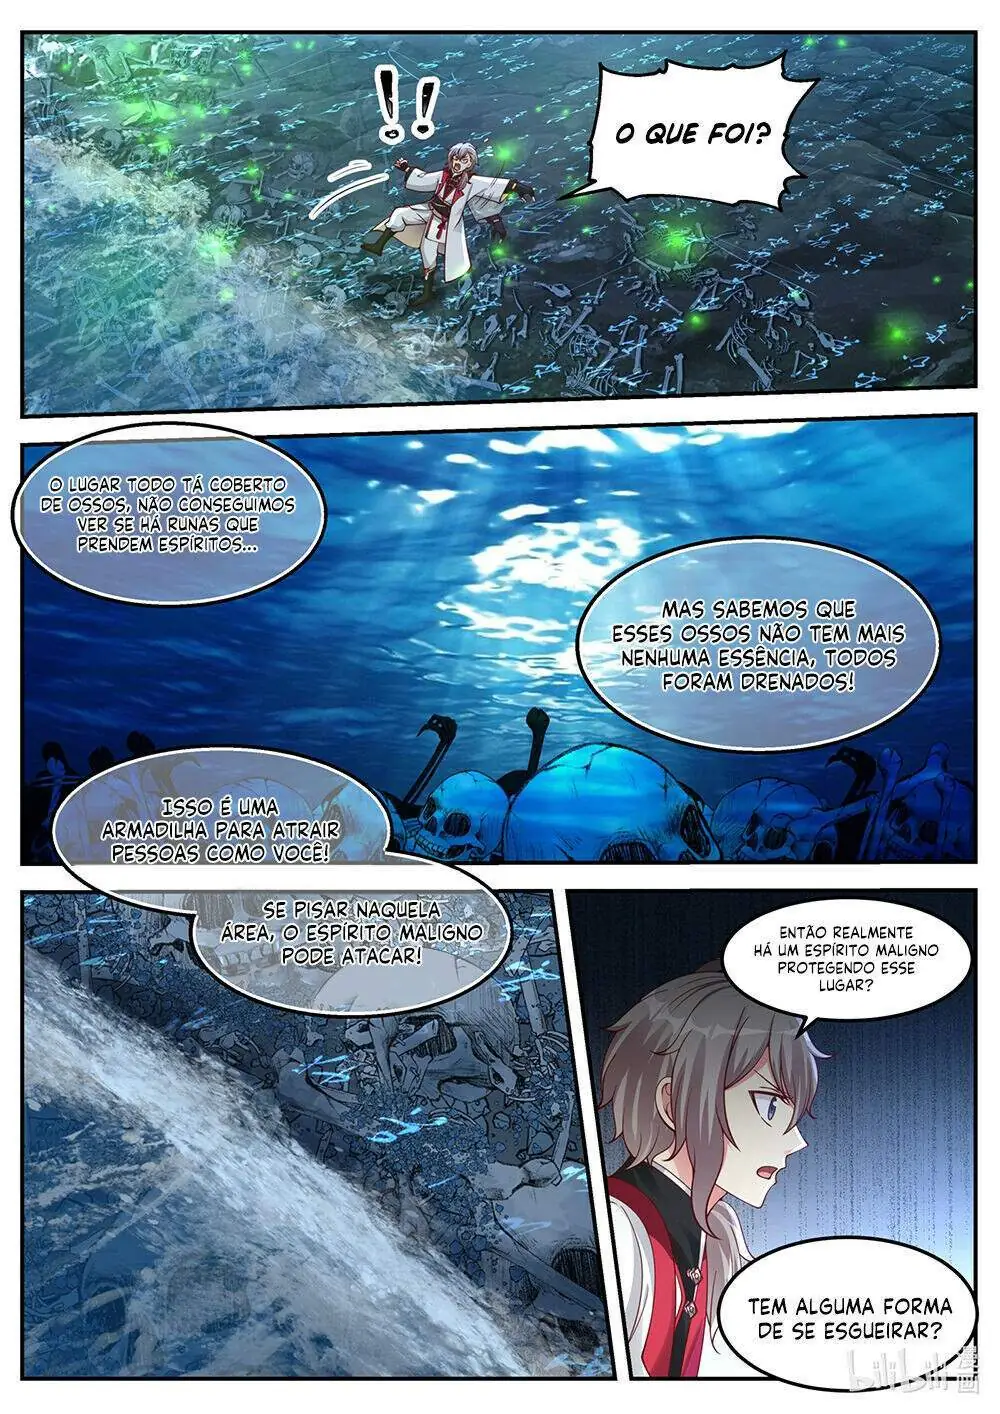 !!
O QUE FOI?
O LUGAR TODO TÁ COBERTO
DE OSSOS, NÃO CONSEGUIMOS
VER SE HÁ RUNAS QUE
PRENDEM ESPÍRITOS...
MAS SABEMOS QUE
ESSES OSSOS NÃO TEM MAIS
NENHUMA ESSÊNCIA, TODOS
FORAM DRENADOS!
ISSO É UMA
ARMADILHA PARA ATRAIR
PESSOAS COMO VOCÊ!
SE PISAR NAQUELA
ÁREA, O ESPÍRITO MALIGNO
PODE ATACAR!
ENTÃO REALMENTE
HÁ UM ESPÍRITO MALIGNO
PROTEGENDO ESSE
LUGAR?
TEM ALGUMA FORMA
DE SE ESGUEIRAR?
bilibili 漫画